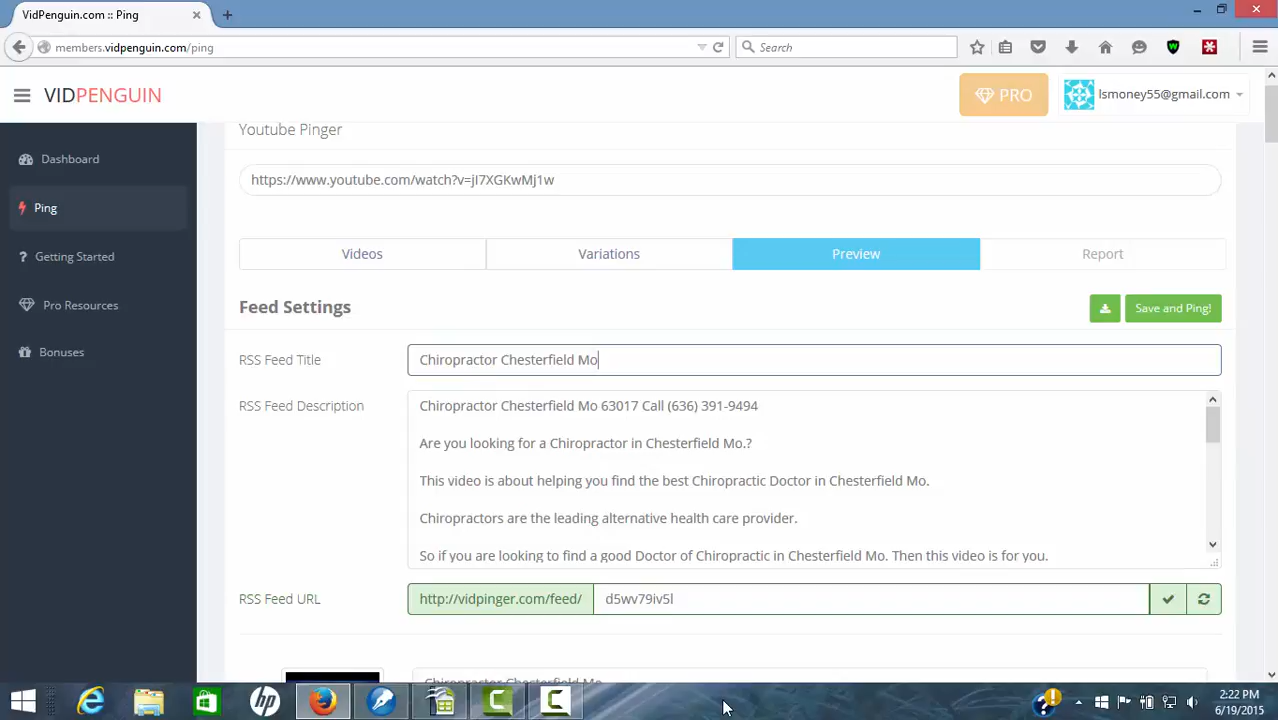 VidPenguin.com :: Ping
members.vidpenguin.com/ping
Search
VIDPENGUIN
PRO
lsmoney55@gmail.com
Youtube Pinger
Dashboard
https://www.youtube.com/watch?v=jI7XGKwMj1w
Ping
Videos
Variations
Preview
Report
Getting Started
Pro Resources
Bonuses
Feed Settings
Save and Ping!
RSS Feed Title
Chiropractor Chesterfield Mo
RSS Feed Description
Chiropractor Chesterfield Mo 63017 Call (636) 391-9494
Are you looking for a Chiropractor in Chesterfield Mo.?
This video is about helping you find the best Chiropractic Doctor in Chesterfield Mo.
Chiropractors are the leading alternative health care provider.
So if you are looking to find a good Doctor of Chiropractic in Chesterfield Mo. Then this video is for you.
RSS Feed URL
http://vidpinger.com/feed/
d5wv79iv5l
Chiropractor Chesterfield Mo
2:22 PM
6/19/2015